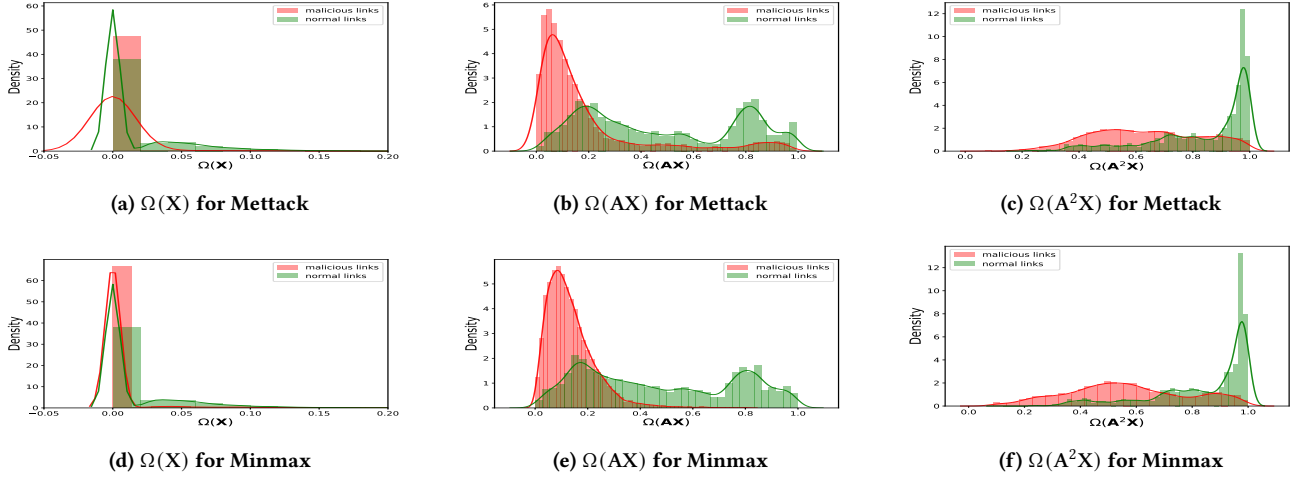 malicious links
normal links
60
50
40
30
20
10
0
Density
−0.05 0.00 0.05 0.10 0.15 0.20
Ω(X)
(a) Ω(X) for Mettack
malicious links
normal links
6
5
4
3
2
1
0
Density
0.0 0.2 0.4 0.6 0.8 1.0
Ω(AX)
(b) Ω(AX) for Mettack
malicious links
normal links
12
10
8
6
4
2
0
Density
0.0 0.2 0.4 0.6 0.8 1.0
Ω(A²X)
(c) Ω(A²X) for Mettack
malicious links
normal links
60
50
40
30
20
10
0
Density
−0.05 0.00 0.05 0.10 0.15 0.20
Ω(X)
(d) Ω(X) for Minmax
malicious links
normal links
5
4
3
2
1
0
Density
0.0 0.2 0.4 0.6 0.8 1.0
Ω(AX)
(e) Ω(AX) for Minmax
malicious links
normal links
12
10
8
6
4
2
0
Density
0.0 0.2 0.4 0.6 0.8 1.0
Ω(A²X)
(f) Ω(A²X) for Minmax